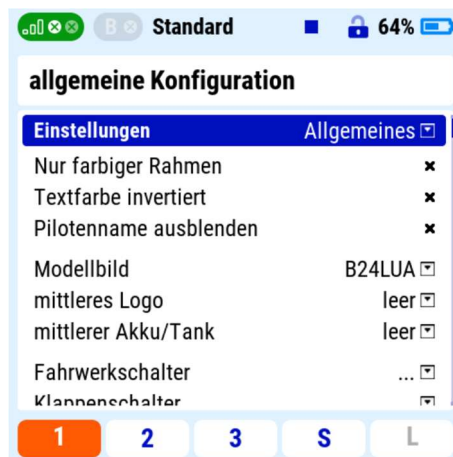 B Standard 64%
allgemeine Konfiguration
Einstellungen Allgemeines
Nur farbiger Rahmen
Textfarbe invertiert
Pilotenname ausblenden
Modellbild B24LUA
mittleres Logo leer
mittlerer Akku/Tank leer
Fahrwerkschalter ...
Klappenschalter
1 2 3 S L